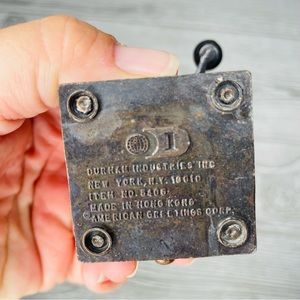 DURHAM INDUSTRIES INC
NEW YORK, N.Y. 10010
ITEM NO. 5406
MADE IN HONG KONG
©AMERICAN GREETINGS CORP.